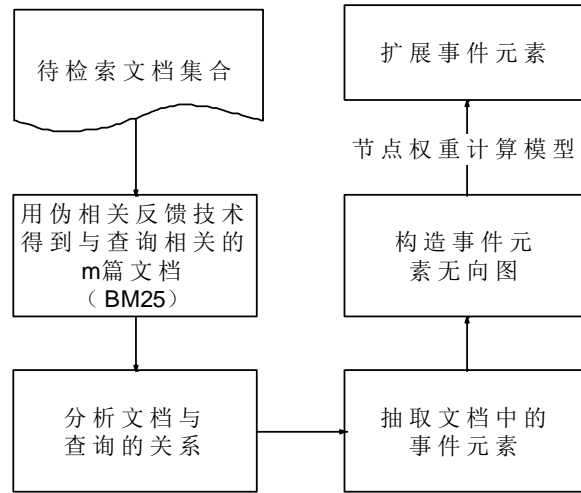 待检索文档集合
用伪相关反馈技术
得到与查询相关的
m篇文档
（BM25）
分析文档与
查询的关系
抽取文档中的
事件元素
构造事件元
素无向图
节点权重计算模型
扩展事件元素